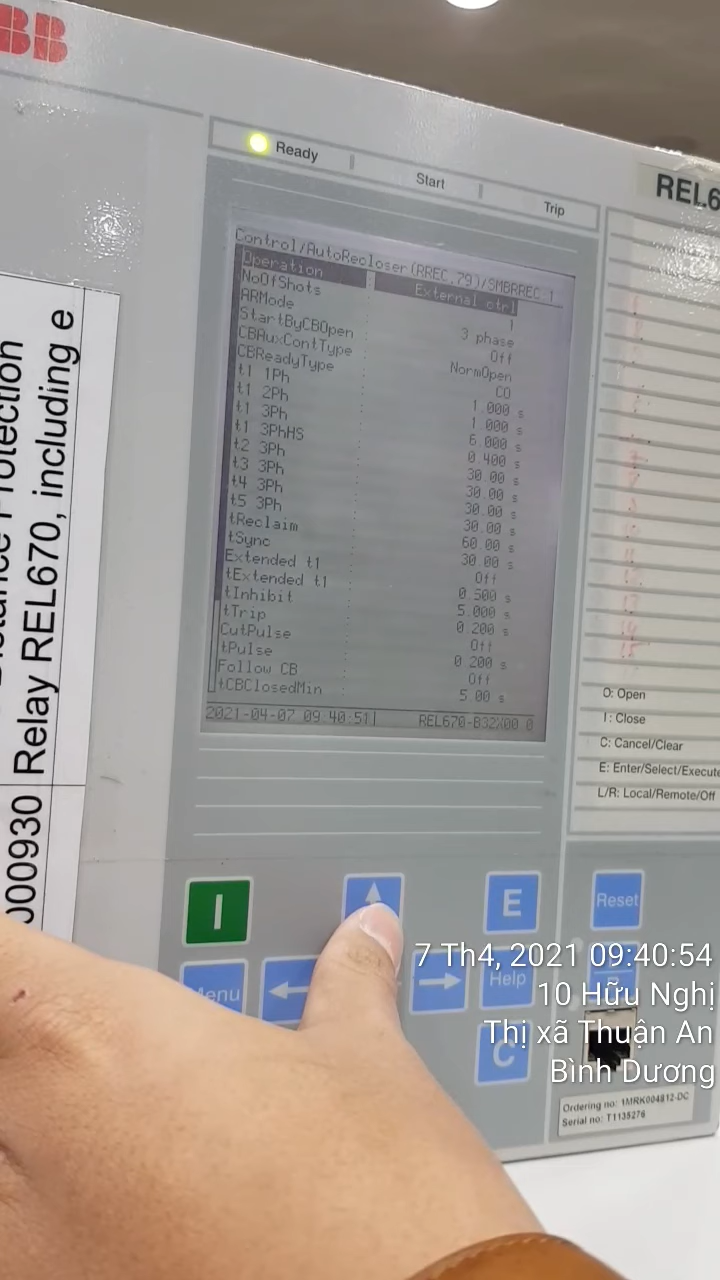 ABB
Ready
Start
Trip
REL6
Control/AutoRecloser(RREC,79)/SMBRREC:1
Operation : External ctrl
NoOfShots : 1
ARMode : 3 phase
StartByCBOpen : Off
CBAuxContType : NormOpen
CBReadyType : CO
t1 1Ph : 1.000 s
t1 2Ph : 1.000 s
t1 3Ph : 6.000 s
t1 3PhHS : 0.400 s
t2 3Ph : 30.00 s
t3 3Ph : 30.00 s
t4 3Ph : 30.00 s
t5 3Ph : 30.00 s
tReclaim : 60.00 s
tSync : 30.00 s
Extended t1 : Off
tExtended t1 : 0.500 s
tInhibit : 5.000 s
tTrip : 0.200 s
CutPulse : Off
tPulse : 0.200 s
Follow CB : Off
tCBClosedMin : 5.00 s
2021-04-07 09:40:51| REL670-B32X00 0
Relay REL670, including e
000930
O: Open
I : Close
C: Cancel/Clear
E: Enter/Select/Execute
L/R: Local/Remote/Off
I
E
Reset
Menu
Help
C
7 Th4, 2021 09:40:54
10 Hữu Nghị
Thị xã Thuận An
Bình Dương
Ordering no: 1MRK004812-DC
Serial no: T1135276